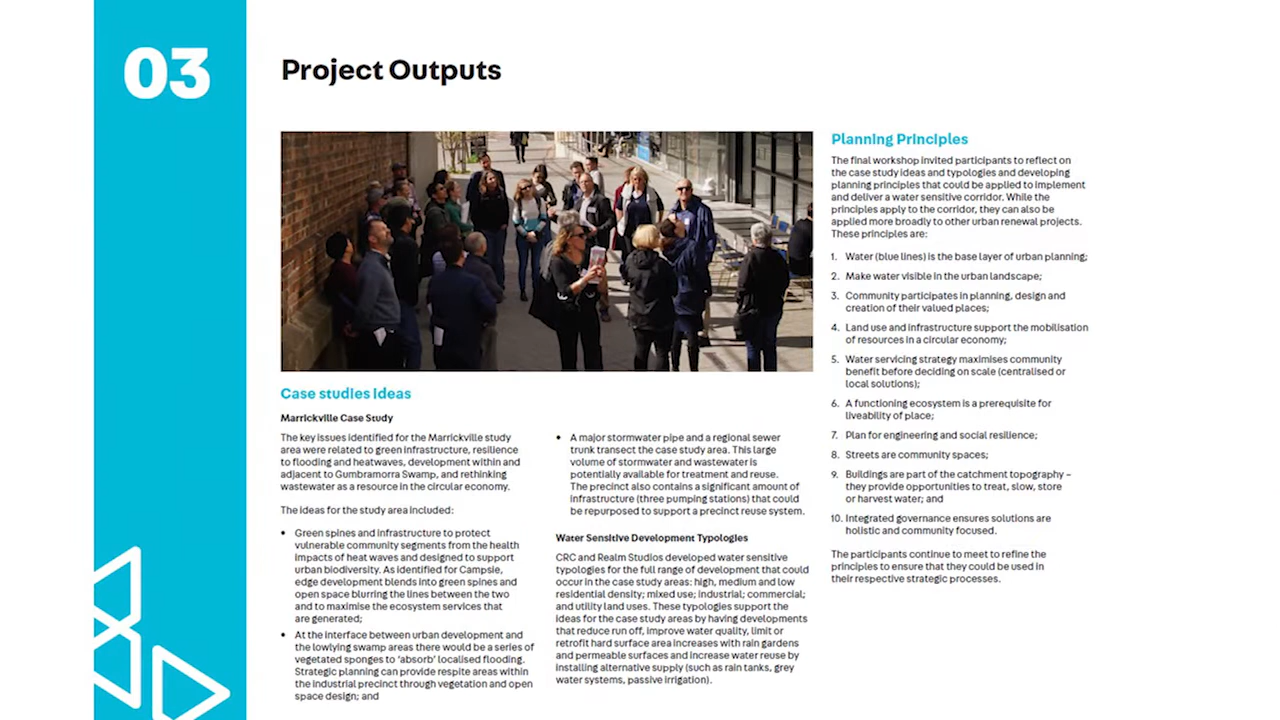 03
Project Outputs
Case studies ideas
Marrickville Case Study
The key issues identified for the Marrickville study
area were related to green infrastructure, resilience
to flooding and heatwaves, development within and
adjacent to Gumbramorra Swamp, and rethinking
wastewater as a resource in the circular economy.
The ideas for the study area included:
• Green spines and infrastructure to protect
vulnerable community segments from the health
impacts of heat waves and designed to support
urban biodiversity. As identified for Campsie,
edge development blends into green spines and
open space blurring the lines between the two
and to maximise the ecosystem services that
are generated;
• At the interface between urban development and
the lowlying swamp areas there would be a series of
vegetated sponges to ‘absorb’ localised flooding.
Strategic planning can provide respite areas within
the industrial precinct through vegetation and open
space design; and
• A major stormwater pipe and a regional sewer
trunk transect the case study area. This large
volume of stormwater and wastewater is
potentially available for treatment and reuse.
The precinct also contains a significant amount of
infrastructure (three pumping stations) that could
be repurposed to support a precinct reuse system.
Water Sensitive Development Typologies
CRC and Realm Studios developed water sensitive
typologies for the full range of development that could
occur in the case study areas: high, medium and low
residential density; mixed use; industrial; commercial;
and utility land uses. These typologies support the
ideas for the case study areas by having developments
that reduce run off, improve water quality, limit or
retrofit hard surface area increases with rain gardens
and permeable surfaces and increase water reuse by
installing alternative supply (such as rain tanks, grey
water systems, passive irrigation).
Planning Principles
The final workshop invited participants to reflect on
the case study ideas and typologies and developing
planning principles that could be applied to implement
and deliver a water sensitive corridor. While the
principles apply to the corridor, they can also be
applied more broadly to other urban renewal projects.
These principles are:
1. Water (blue lines) is the base layer of urban planning;
2. Make water visible in the urban landscape;
3. Community participates in planning, design and
creation of their valued places;
4. Land use and infrastructure support the mobilisation
of resources in a circular economy;
5. Water servicing strategy maximises community
benefit before deciding on scale (centralised or
local solutions);
6. A functioning ecosystem is a prerequisite for
liveability of place;
7. Plan for engineering and social resilience;
8. Streets are community spaces;
9. Buildings are part of the catchment topography –
they provide opportunities to treat, slow, store
or harvest water; and
10. Integrated governance ensures solutions are
holistic and community focused.
The participants continue to meet to refine the
principles to ensure that they could be used in
their respective strategic processes.